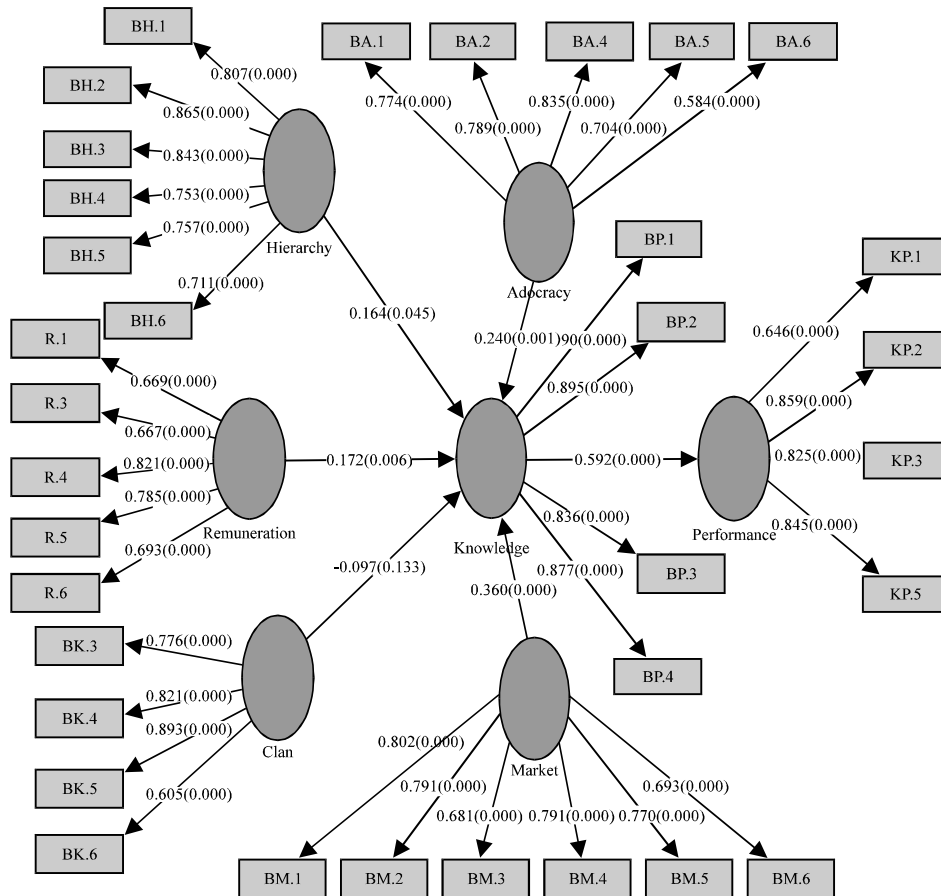 BH.1
BA.1
BA.2
BA.4
BA.5
BA.6
0.807(0.000)
BH.2
0.774(0.000)
0.835(0.000)
0.584(0.000)
0.865(0.000)
0.789(0.000)
0.704(0.000)
BH.3
0.843(0.000)
BH.4
0.753(0.000)
BH.5
0.757(0.000)
Hierarchy
BP.1
KP.1
0.711(0.000)
Adocracy
BH.6
0.164(0.045)
BP.2
R.1
0.240(0.001)
90(0.000)
0.646(0.000)
KP.2
0.669(0.000)
0.895(0.000)
R.3
0.859(0.000)
0.667(0.000)
R.4
0.821(0.000)
0.172(0.006)
0.592(0.000)
0.825(0.000)
KP.3
0.785(0.000)
R.5
Remuneration
0.836(0.000)
0.845(0.000)
Performance
0.693(0.000)
Knowledge
-0.097(0.133)
0.877(0.000)
BP.3
R.6
0.360(0.000)
KP.5
BK.3
0.776(0.000)
BP.4
0.821(0.000)
BK.4
0.893(0.000)
Clan
0.802(0.000)
Market
BK.5
0.791(0.000)
0.693(0.000)
0.605(0.000)
0.681(0.000)
0.791(0.000)
0.770(0.000)
BK.6
BM.1
BM.2
BM.3
BM.4
BM.5
BM.6